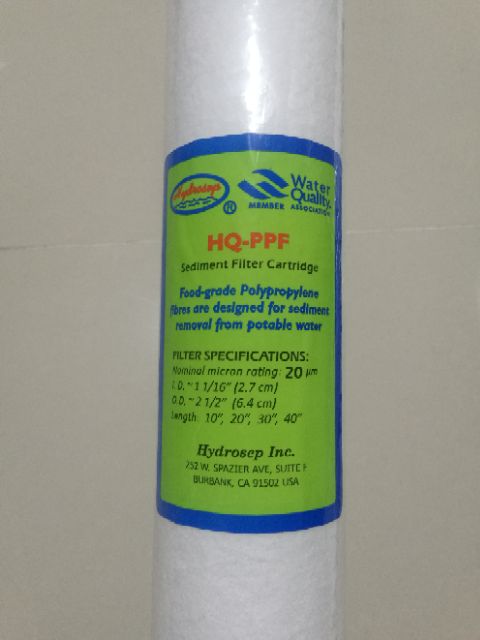 Hydrosep
®
Water
Quality
MEMBER ASSOCIATION
HQ-PPF
Sediment Filter Cartridge
Food-grade Polypropylene
fibres are designed for sediment
removal from potable water
FILTER SPECIFICATIONS:
Nominal micron rating: 20 µm
I.D. ~ 1 1/16" (2.7 cm)
O.D. ~ 2 1/2" (6.4 cm)
Length: 10", 20", 30", 40"
Hydrosep Inc.
252 W. SPAZIER AVE, SUITE F
BURBANK, CA 91502 USA